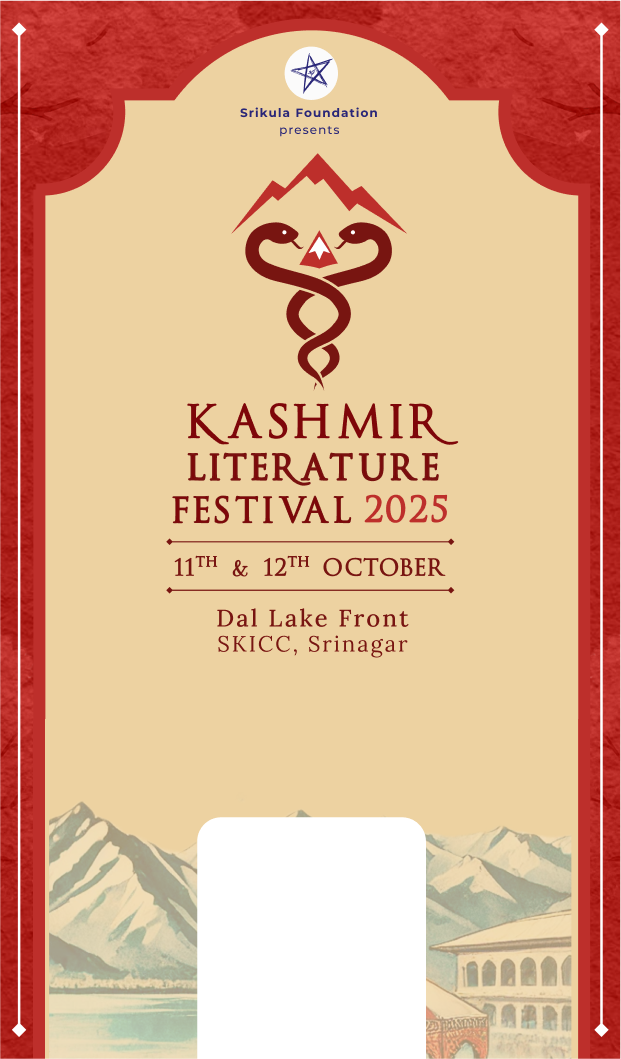 Srikula Foundation
presents
KASHMIR
LITERATURE
FESTIVAL 2025
11TH & 12TH OCTOBER
Dal Lake Front
SKICC, Srinagar